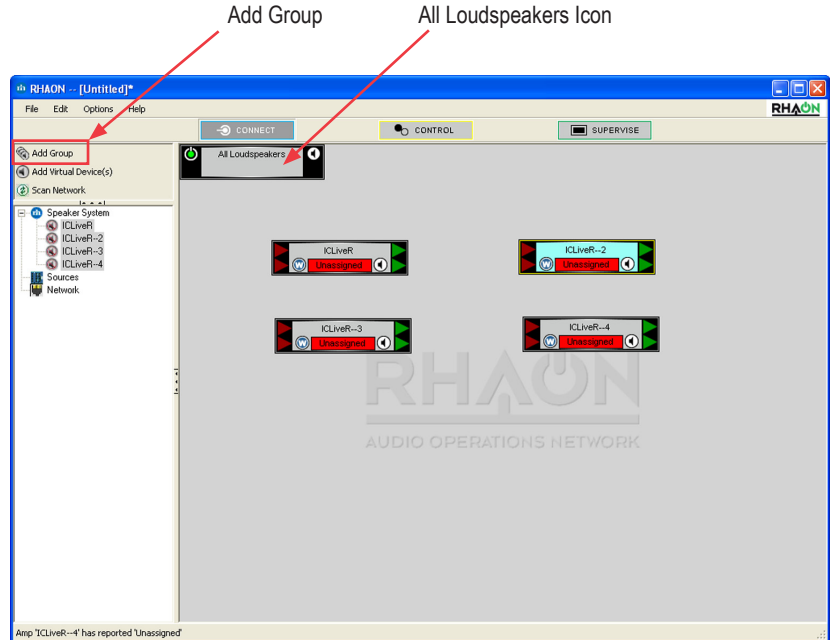 Add Group
All Loudspeakers Icon
RHAON -- [Untitled]*
File Edit Options Help
RHAON
CONNECT
CONTROL
SUPERVISE
Add Group
Add Virtual Device(s)
Scan Network
All Loudspeakers
Speaker System
ICLiveR
ICLiveR--2
ICLiveR--3
ICLiveR--4
Sources
Network
ICLiveR
W Unassigned
ICLiveR--2
W Unassigned
ICLiveR--3
W Unassigned
ICLiveR--4
W Unassigned
RHAON
AUDIO OPERATIONS NETWORK
Amp 'ICLiveR--4' has reported 'Unassigned'